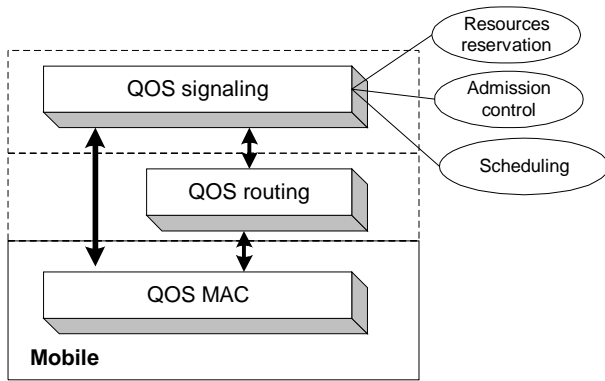 Resources
reservation
QOS signaling
Admission
control
Scheduling
QOS routing
QOS MAC
Mobile